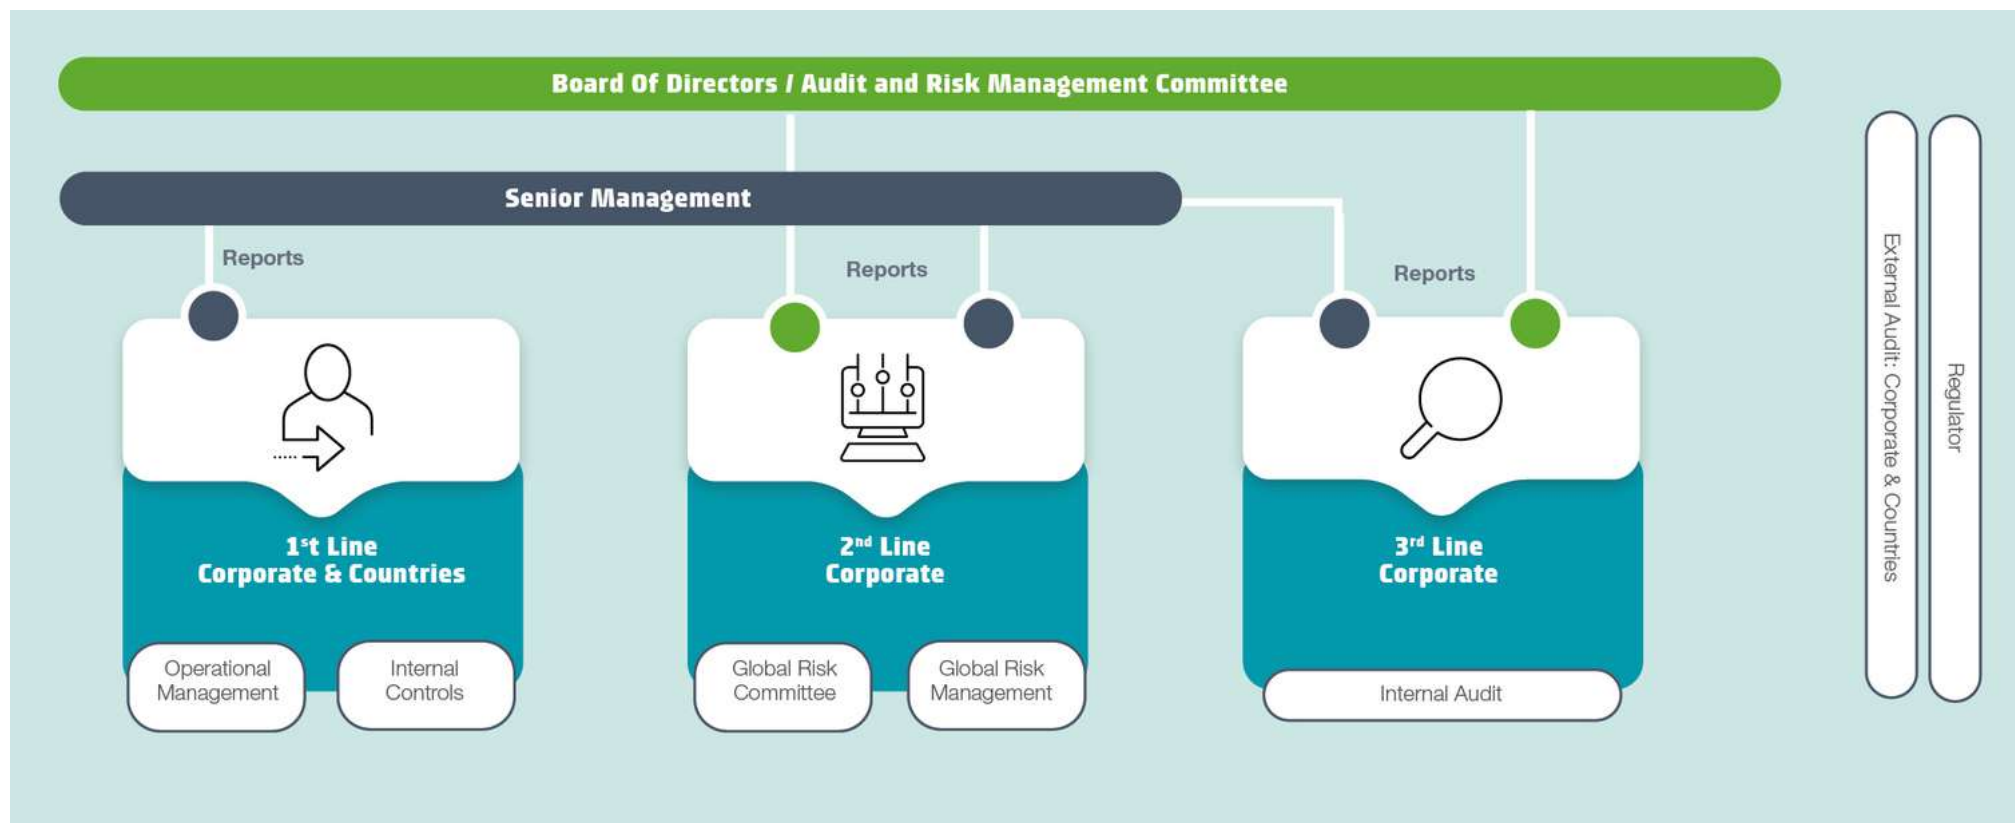 Board Of Directors / Audit and Risk Management Committee
Senior Management
Reports
Reports
Reports
1st Line
Corporate & Countries
Operational
Management
Internal
Controls
2nd Line
Corporate
Global Risk
Committee
Global Risk
Management
3rd Line
Corporate
Internal Audit
External Audit: Corporate & Countries
Regulator